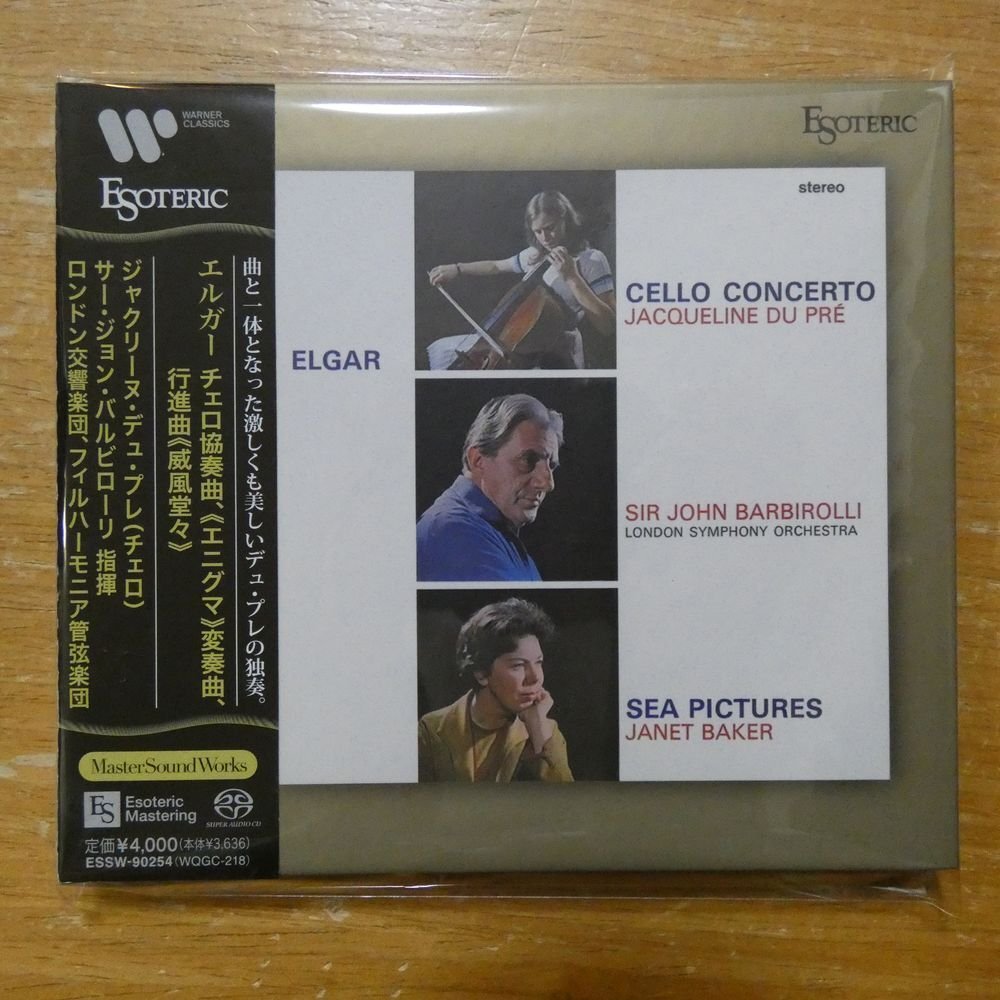 WARNER
CLASSICS
ESOTERIC
曲と一体となった激しくも美しいデュ・プレの独奏。
エルガー チェロ協奏曲、《エニグマ》変奏曲、
行進曲《威風堂々》
ジャクリーヌ・デュ・プレ(チェロ)
サー・ジョン・バルビローリ 指揮
ロンドン交響楽団、フィルハーモニア管弦楽団
MasterSoundWorks
ES
Esoteric
Mastering
SUPER AUDIO CD
定価¥4,000(本体¥3,636)
ESSW-90254(WQGC-218)
ESOTERIC
stereo
ELGAR
CELLO CONCERTO
JACQUELINE DU PRÉ
SIR JOHN BARBIROLLI
LONDON SYMPHONY ORCHESTRA
SEA PICTURES
JANET BAKER